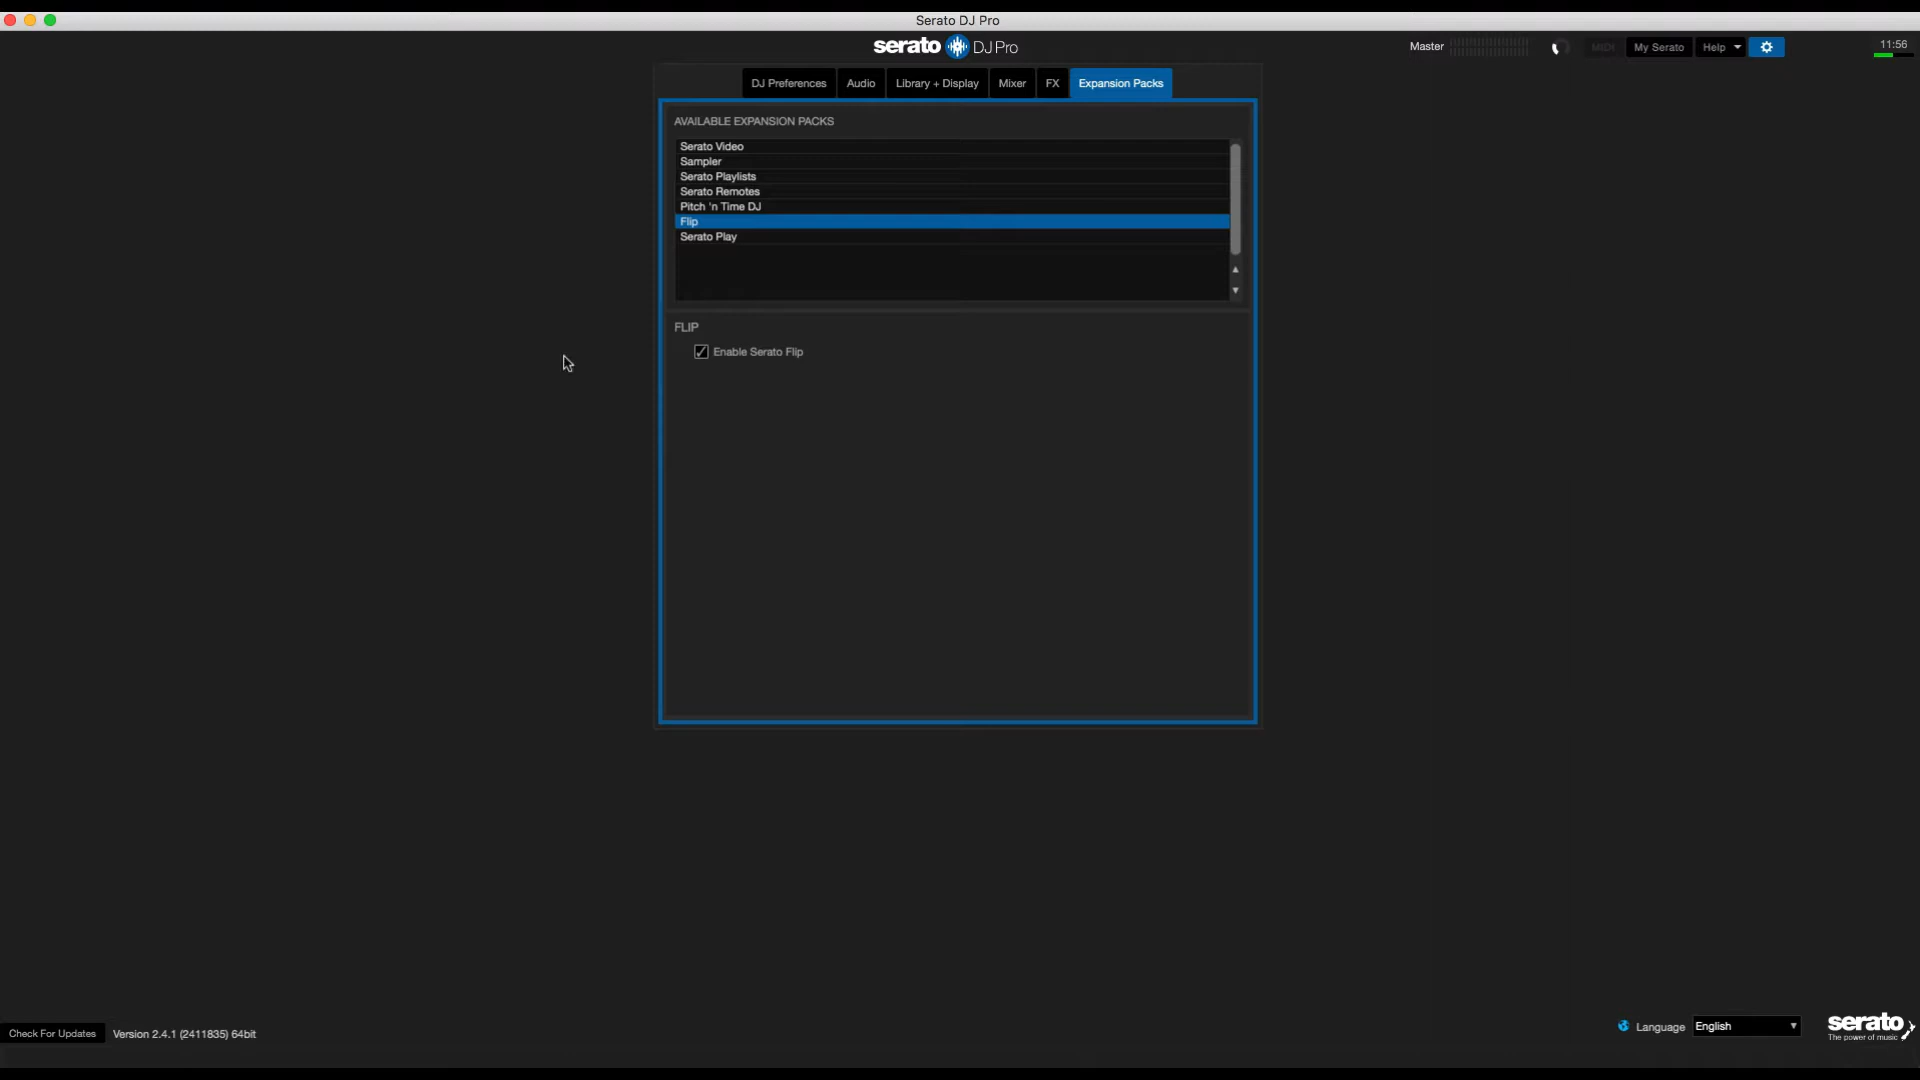 Serato DJ Pro
serato DJ Pro
Master
MIDI
My Serato
Help
11:56
DJ Preferences
Audio
Library + Display
Mixer
FX
Expansion Packs
AVAILABLE EXPANSION PACKS
Serato Video
Sampler
Serato Playlists
Serato Remotes
Pitch 'n Time DJ
Flip
Serato Play
FLIP
Enable Serato Flip
Check For Updates
Version 2.4.1 (2411835) 64bit
Language
English
serato
The power of music